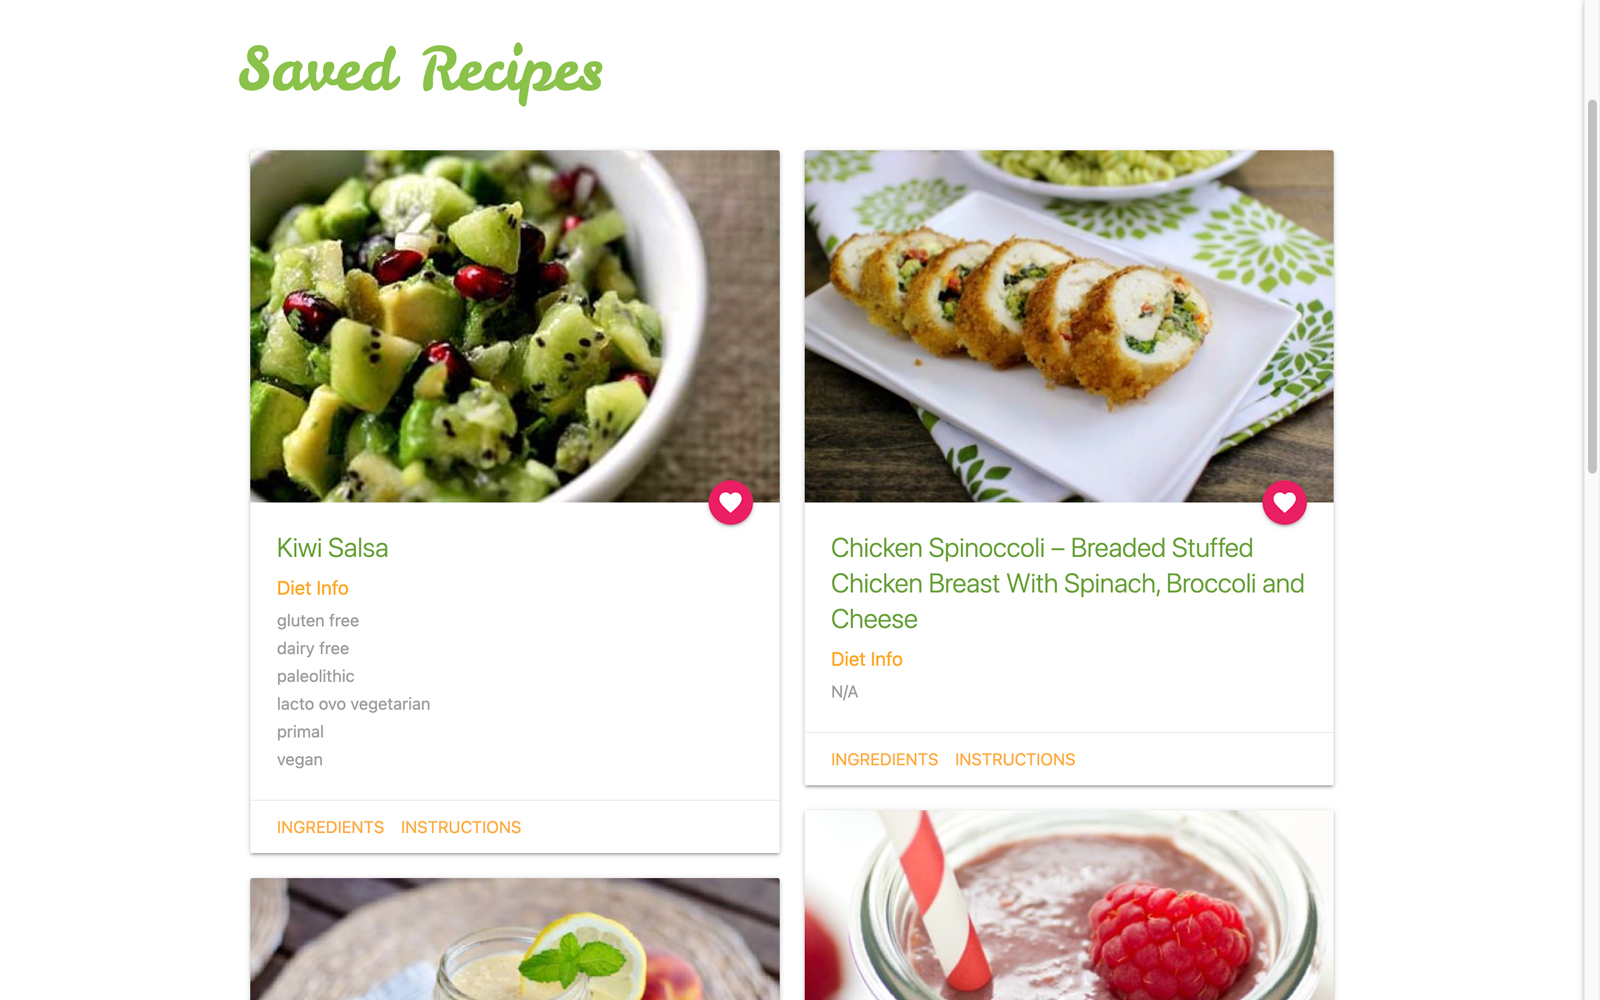 Saved Recipes
Kiwi Salsa
Diet Info
gluten free
dairy free
paleolithic
lacto ovo vegetarian
primal
vegan
INGREDIENTS INSTRUCTIONS
Chicken Spinoccoli – Breaded Stuffed
Chicken Breast With Spinach, Broccoli and
Cheese
Diet Info
N/A
INGREDIENTS INSTRUCTIONS